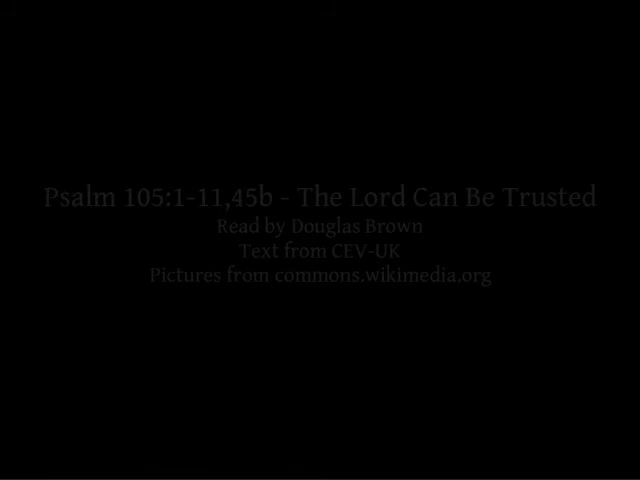 Psalm 105:1-11,45b - The Lord Can Be Trusted
Read by Douglas Brown
Text from CEV-UK
Pictures from commons.wikimedia.org